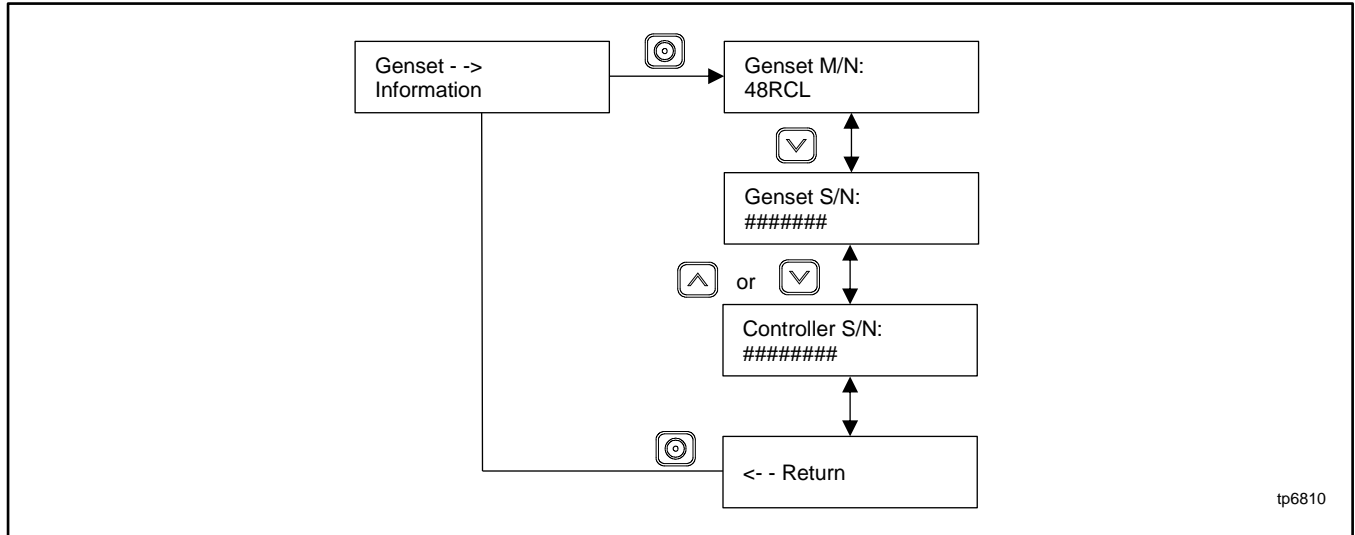 Genset - ->
Information
Genset M/N:
48RCL
Genset S/N:
#######
or
Controller S/N:
########
<- - Return
tp6810